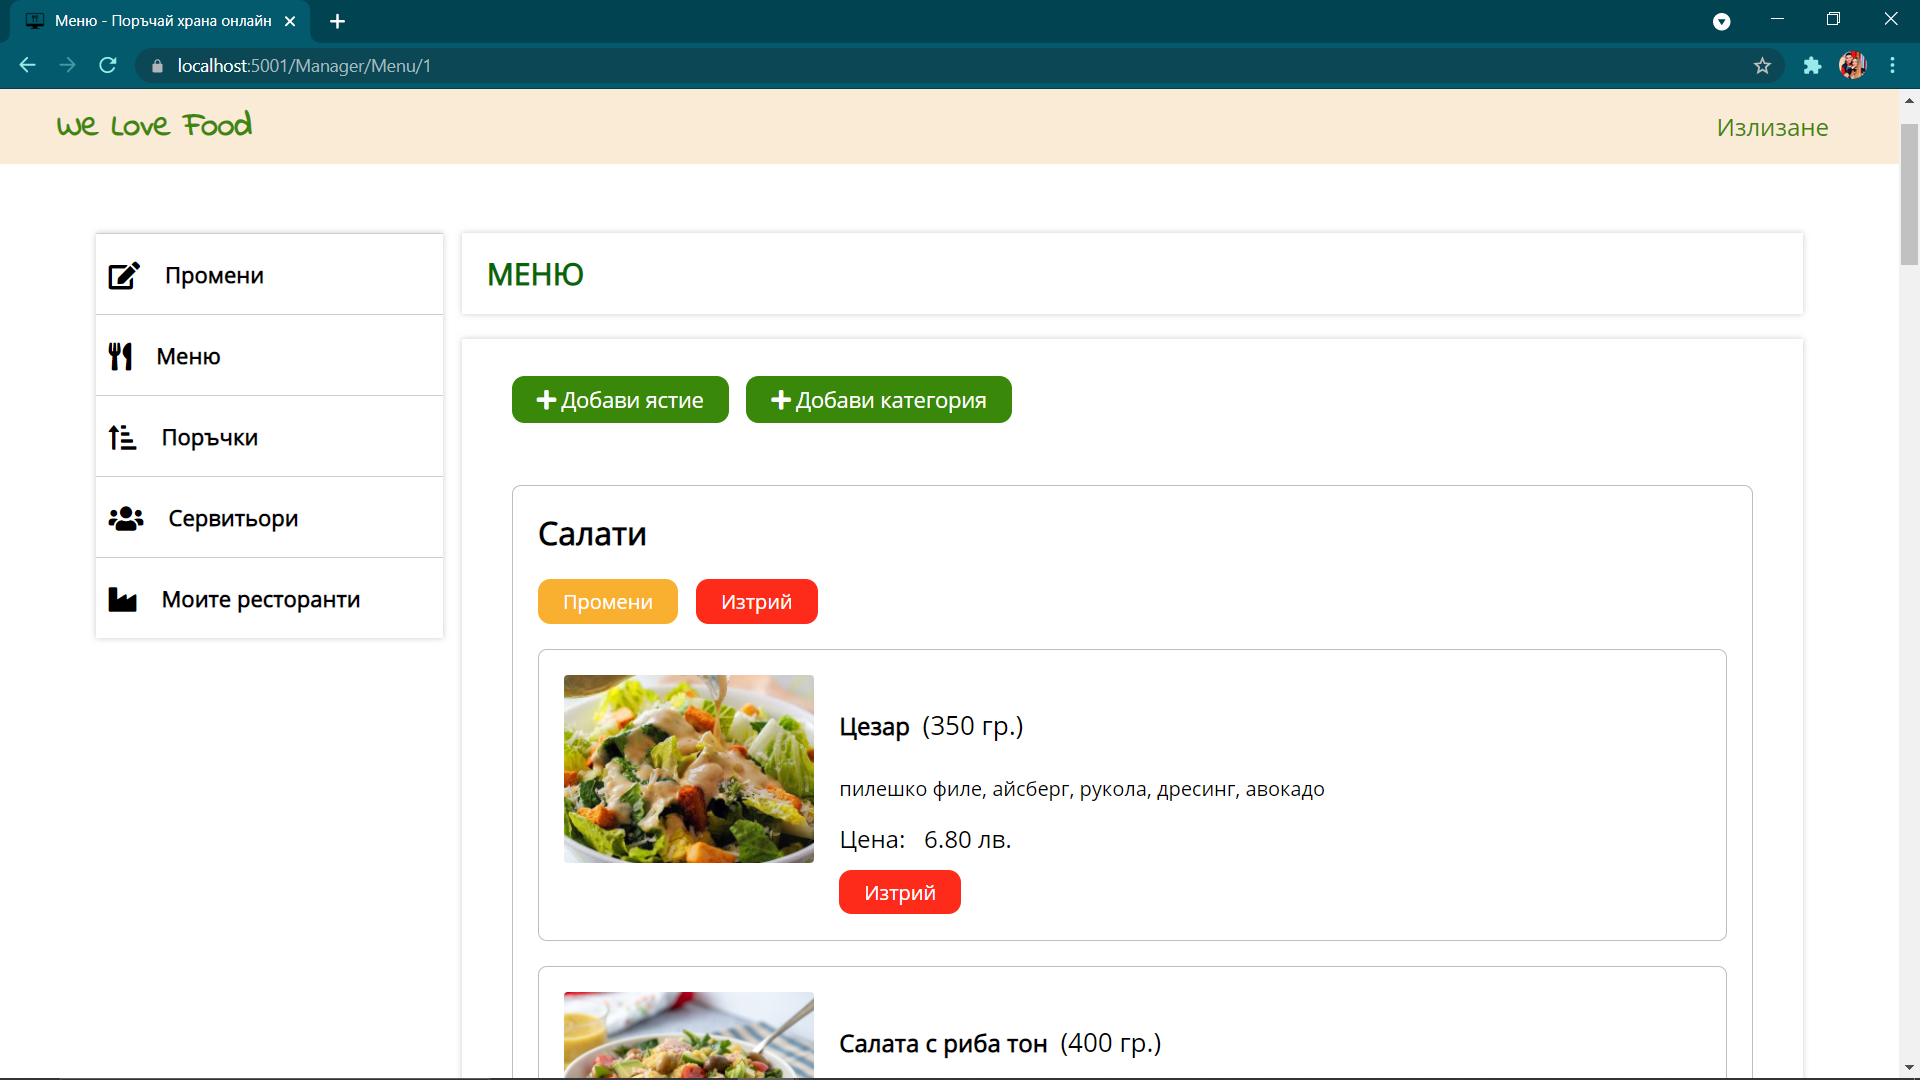 Меню - Поръчай храна онлайн
localhost:5001/Manager/Menu/1
We Love Food
Излизане
Промени
Меню
Поръчки
Сервитьори
Моите ресторанти
МЕНЮ
Добави ястие
Добави категория
Салати
Промени
Изтрий
Цезар (350 гр.)
пилешко филе, айсберг, рукола, дресинг, авокадо
Цена: 6.80 лв.
Изтрий
Салата с риба тон (400 гр.)